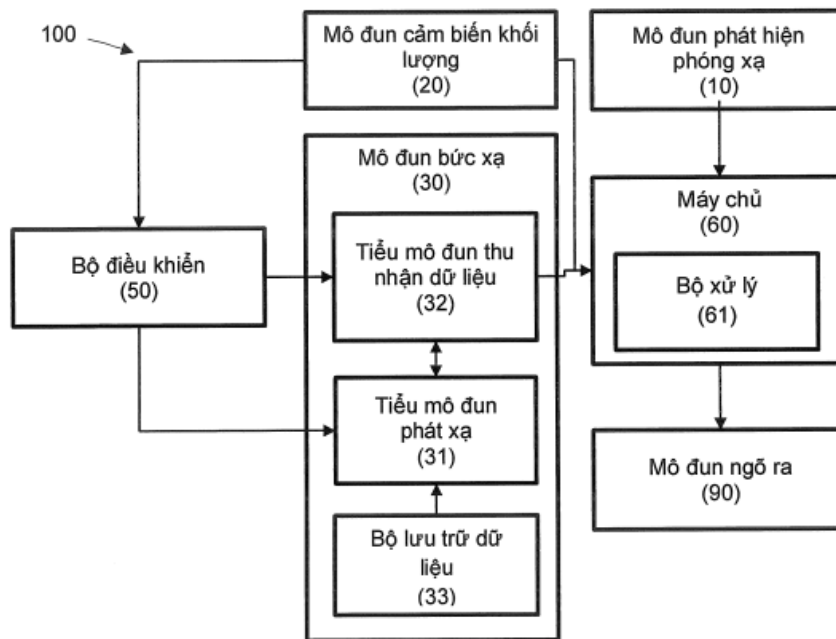 100
Mô đun cảm biến khối
lượng
(20)
Mô đun phát hiện
phóng xạ
(10)
Mô đun bức xạ
(30)
Máy chủ
(60)
Bộ điều khiển
(50)
Tiểu mô đun thu
nhận dữ liệu
(32)
Bộ xử lý
(61)
Tiểu mô đun
phát xạ
(31)
Mô đun ngõ ra
(90)
Bộ lưu trữ dữ
liệu
(33)